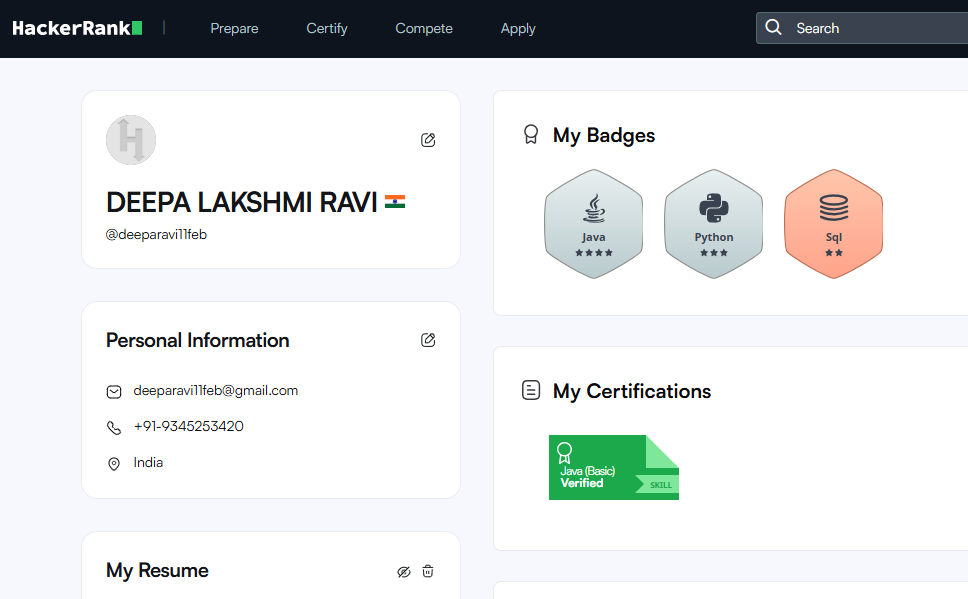 HackerRank
Prepare
Certify
Compete
Apply
Search
DEEPA LAKSHMI RAVI
@deeparavi11feb
Personal Information
deeparavi11feb@gmail.com
+91-9345253420
India
My Resume
My Badges
Java
Python
Sql
My Certifications
Java (Basic)
Verified
SKILL